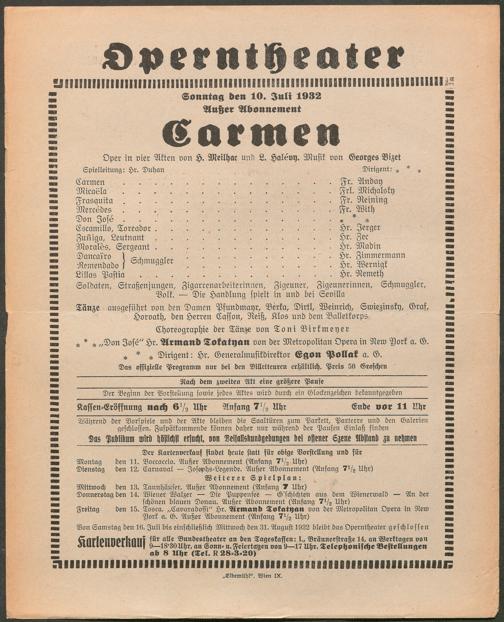 Operntheater
Sonntag den 10. Juli 1932
Außer Abonnement
Carmen
Oper in vier Akten von H. Meilhac und L. Halévy. Musik von Georges Bizet
Spielleitung: Hr. Duhan Dirigent: * * *
Carmen Fr. Anday
Micaëla Frl. Michalsky
Frasquita Fr. Reining
Mercédes Fr. With
Don José * * *
Escamillo, Toreador Hr. Jerger
Zuñiga, Leutnant Hr. Zec
Moralès, Sergeant Hr. Madin
Dancaïro } Schmuggler Hr. Zimmermann
Remendado } Hr. Wernigk
Lillas Pastia Hr. Nemeth
Soldaten, Straßenjungen, Zigarrenarbeiterinnen, Zigeuner, Zigeunerinnen, Schmuggler,
Volk. — Die Handlung spielt in und bei Sevilla
Tänze ausgeführt von den Damen Pfundmayr, Berka, Dirtl, Weinrich, Swiezinsky, Graf,
Horvath, den Herren Casson, Reiß, Klos und dem Ballettkorps
Choreographie der Tänze von Toni Birkmeyer
* * * „Don José“ Hr. Armand Tokatyan von der Metropolitan Opera in New York a. G.
* * * Dirigent: Hr. Generalmusikdirektor Egon Pollak a. G.
Das offizielle Programm nur bei den Billetteuren erhältlich. Preis 50 Groschen
Nach dem zweiten Akt eine größere Pause
Der Beginn der Vorstellung sowie jedes Aktes wird durch ein Glockenzeichen bekanntgegeben
Kassen-Eröffnung nach 6½ Uhr Anfang 7½ Uhr Ende vor 11 Uhr
Während der Vorspiele und der Akte bleiben die Saaltüren zum Parkett, Parterre und den Galerien
geschlossen. Zuspätkommende können daher nur während der Pausen Einlaß finden
Das Publikum wird höflichst ersucht, von Beifallskundgebungen bei offener Szene Abstand zu nehmen
Der Kartenverkauf findet heute statt für obige Vorstellung und für
Montag den 11. Boccaccio. Außer Abonnement (Anfang 7½ Uhr)
Dienstag den 12. Carneval — Josephs-Legende. Außer Abonnement (Anfang 7½ Uhr)
Weiterer Spielplan:
Mittwoch den 13. Tannhäuser. Außer Abonnement (Anfang 7 Uhr)
Donnerstag den 14. Wiener Walzer — Die Puppenfee — G'schichten aus dem Wienerwald — An der
schönen blauen Donau. Außer Abonnement (Anfang 7½ Uhr)
Freitag den 15. Tosca. „Cavaradossi“ Hr. Armand Tokatyan von der Metropolitan Opera in New
York a. G. Außer Abonnement (Anfang 7½ Uhr)
Von Samstag den 16. Juli bis einschließlich Mittwoch den 31. August 1932 bleibt das Operntheater geschlossen
Kartenverkauf für alle Bundestheater an den Tageskassen: I., Bräunerstraße 14, an Werktagen von
9—18·30 Uhr, an Sonn- u. Feiertagen von 9—17 Uhr. Telephonische Bestellungen
ab 8 Uhr (Tel. R 28-3-20)
„Elbemühl“, Wien IX.